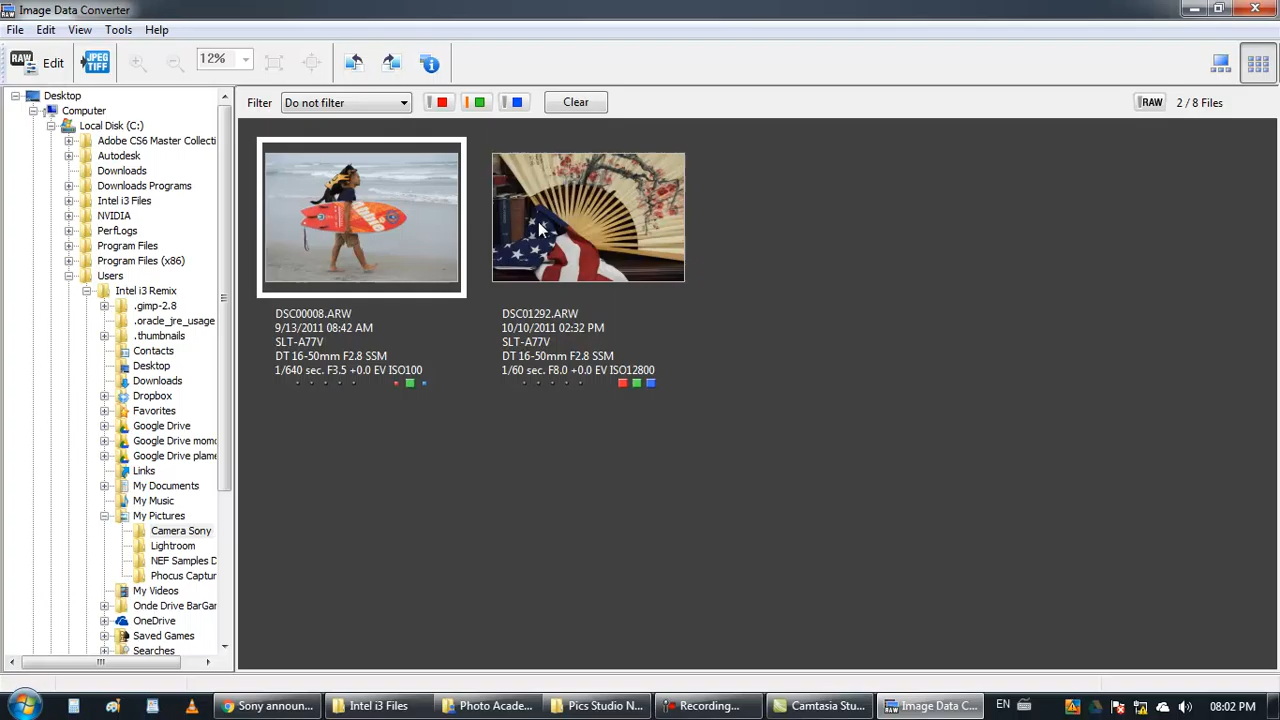 Image Data Converter
File Edit View Tools Help
RAW Edit JPEG TIFF 12%
Filter Do not filter Clear RAW 2 / 8 Files
Desktop
Computer
Local Disk (C:)
Adobe CS6 Master Collecti
Autodesk
Downloads
Downloads Programs
Intel i3 Files
NVIDIA
PerfLogs
Program Files
Program Files (x86)
Users
Intel i3 Remix
.gimp-2.8
.oracle_jre_usage
.thumbnails
Contacts
Desktop
Downloads
Dropbox
Favorites
Google Drive
Google Drive momo
Google Drive plame
Links
My Documents
My Music
My Pictures
Camera Sony
Lightroom
NEF Samples D
Phocus Captur
My Videos
Onde Drive BarGar
OneDrive
Saved Games
Searches
DSC00008.ARW
9/13/2011 08:42 AM
SLT-A77V
DT 16-50mm F2.8 SSM
1/640 sec. F3.5 +0.0 EV ISO100
DSC01292.ARW
10/10/2011 02:32 PM
SLT-A77V
DT 16-50mm F2.8 SSM
1/60 sec. F8.0 +0.0 EV ISO12800
Sony announ... Intel i3 Files Photo Academ... Pics Studio N... Recording... Camtasia Stu... Image Data C... EN 08:02 PM